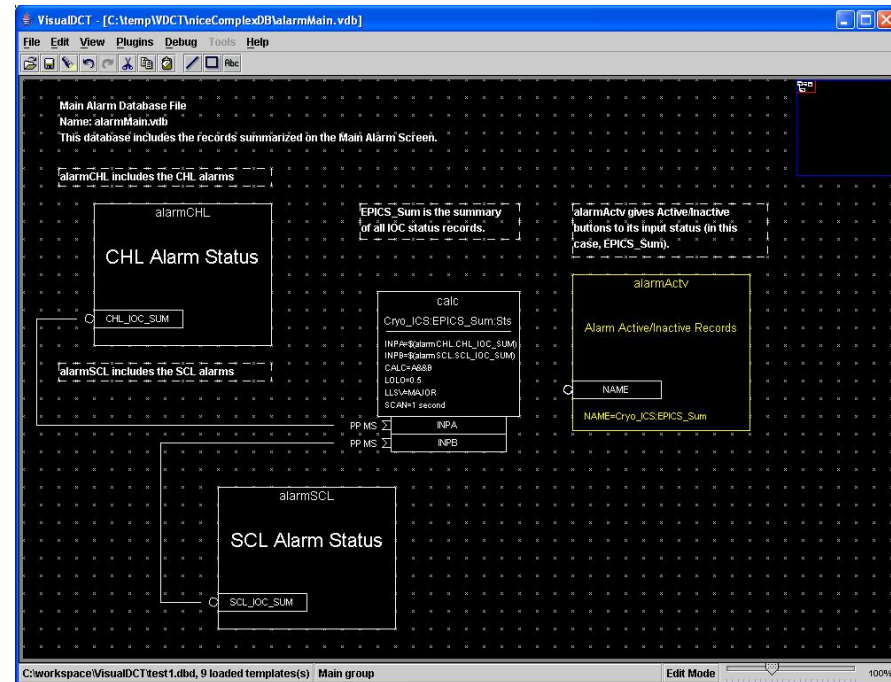 VisualDCT - [C:\temp\VDCT\niceComplexDB\alarmMain.vdb]
File Edit View Plugins Debug Tools Help
Abc
Main Alarm Database File
Name: alarmMain.vdb
This database includes the records summarized on the Main Alarm Screen.
alarmCHL includes the CHL alarms
alarmCHL
CHL Alarm Status
CHL_IOC_SUM
EPICS_Sum is the summary
of all IOC status records.
alarmActv gives Active/Inactive
buttons to its input status (in this
case, EPICS_Sum).
alarmActv
Alarm Active/Inactive Records
NAME
NAME=Cryo_ICS:EPICS_Sum
calc
Cryo_ICS:EPICS_Sum:Sts
INPA=$(alarmCHL.CHL_IOC_SUM)
INPB=$(alarmSCL.SCL_IOC_SUM)
CALC=A&&B
LOLO=0.5
LLSV=MAJOR
SCAN=1 second
PP MS INPA
PP MS INPB
alarmSCL includes the SCL alarms
alarmSCL
SCL Alarm Status
SCL_IOC_SUM
C:\workspace\VisualDCT\test1.dbd, 9 loaded templates(s) Main group Edit Mode 100%